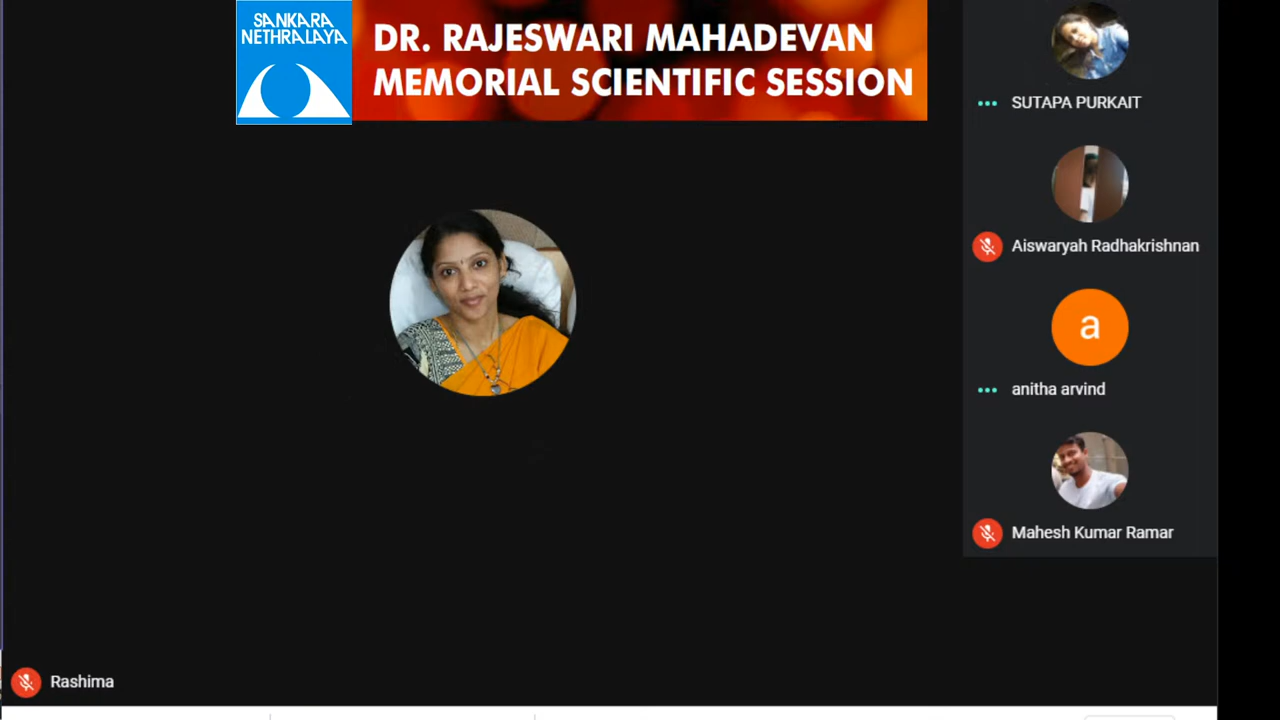 SANKARA
NETHRALAYA
DR. RAJESWARI MAHADEVAN
MEMORIAL SCIENTIFIC SESSION
SUTAPA PURKAIT
Aiswaryah Radhakrishnan
a
anitha arvind
Mahesh Kumar Ramar
Rashima